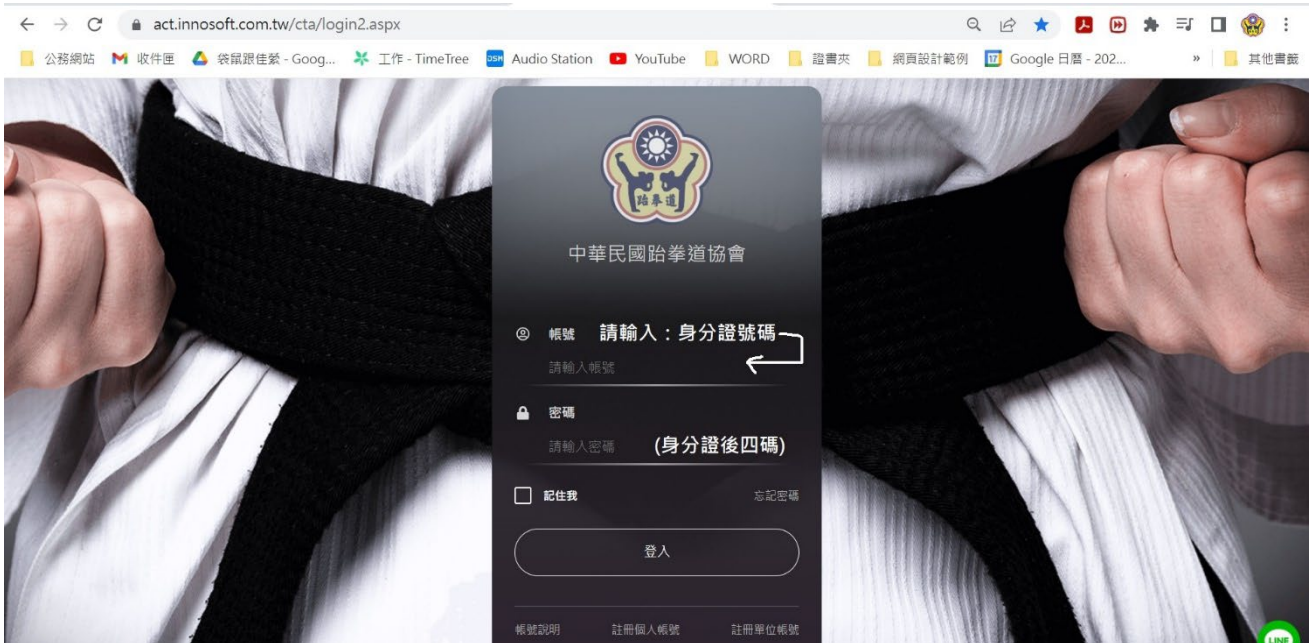 act.innosoft.com.tw/cta/login2.aspx
公務網站 收件匣 袋鼠跟佳縈 - Goog... 工作 - TimeTree DSM Audio Station YouTube WORD 證書夾 網頁設計範例 17 Google 日曆 - 202... » 其他書籤
跆拳道
中華民國跆拳道協會
帳號 請輸入：身分證號碼
請輸入帳號
密碼
請輸入密碼 (身分證後四碼)
記住我 忘記密碼
登入
帳號說明 註冊個人帳號 註冊單位帳號
LINE